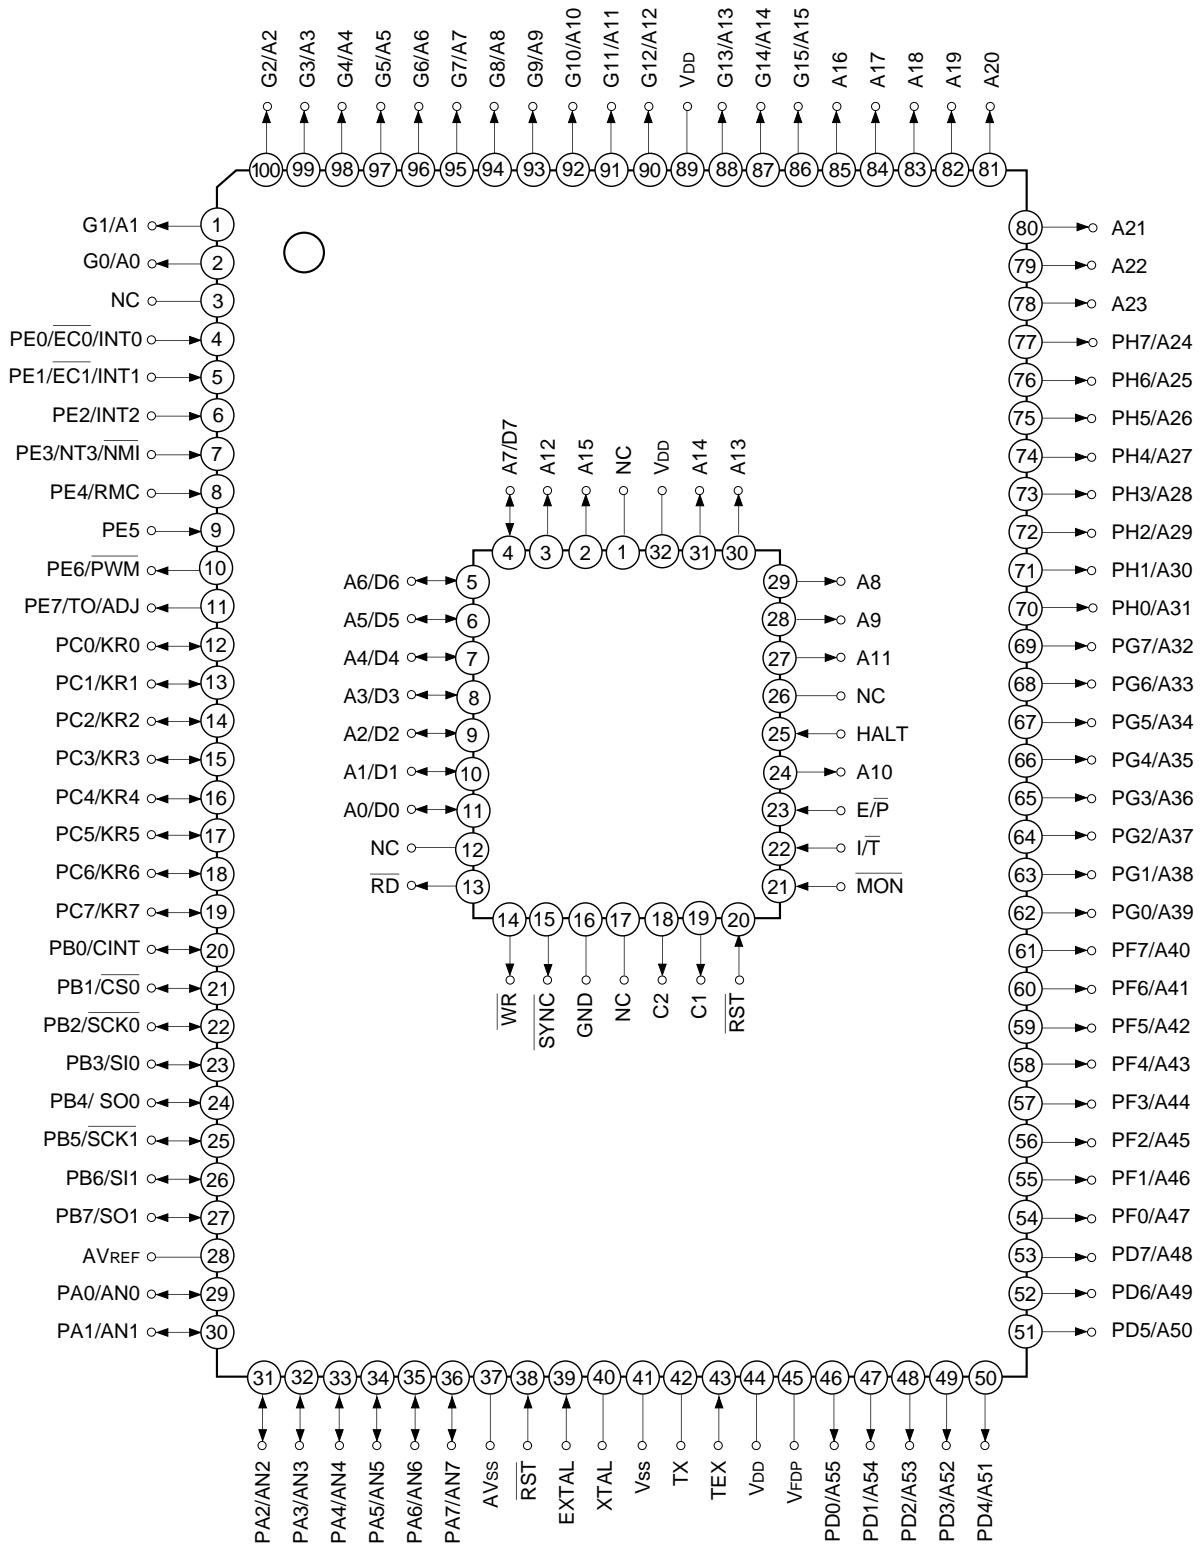 G2/A2
G3/A3
G4/A4
G5/A5
G6/A6
G7/A7
G8/A8
G9/A9
G10/A10
G11/A11
G12/A12
VDD
G13/A13
G14/A14
G15/A15
A16
A17
A18
A19
A20
100 99 98 97 96 95 94 93 92 91 90 89 88 87 86 85 84 83 82 81
G1/A1 1
G0/A0 2
NC 3
PE0/E̅C̅0̅/INT0 4
PE1/E̅C̅1̅/INT1 5
PE2/INT2 6
PE3/NT3/N̅M̅I̅ 7
PE4/RMC 8
PE5 9
PE6/P̅W̅M̅ 10
PE7/TO/ADJ 11
PC0/KR0 12
PC1/KR1 13
PC2/KR2 14
PC3/KR3 15
PC4/KR4 16
PC5/KR5 17
PC6/KR6 18
PC7/KR7 19
PB0/CINT 20
PB1/C̅S̅0̅ 21
PB2/S̅C̅K̅0̅ 22
PB3/SI0 23
PB4/ SO0 24
PB5/S̅C̅K̅1̅ 25
PB6/SI1 26
PB7/SO1 27
AVREF 28
PA0/AN0 29
PA1/AN1 30
A7/D7
A12
A15
NC
VDD
A14
A13
4 3 2 1 32 31 30
A6/D6 5
A5/D5 6
A4/D4 7
A3/D3 8
A2/D2 9
A1/D1 10
A0/D0 11
NC 12
R̅D̅ 13
29 A8
28 A9
27 A11
26 NC
25 HALT
24 A10
23 E/P̅
22 I/T̅
21 M̅O̅N̅
14 15 16 17 18 19 20
W̅R̅
S̅Y̅N̅C̅
GND
NC
C2
C1
R̅S̅T̅
80 A21
79 A22
78 A23
77 PH7/A24
76 PH6/A25
75 PH5/A26
74 PH4/A27
73 PH3/A28
72 PH2/A29
71 PH1/A30
70 PH0/A31
69 PG7/A32
68 PG6/A33
67 PG5/A34
66 PG4/A35
65 PG3/A36
64 PG2/A37
63 PG1/A38
62 PG0/A39
61 PF7/A40
60 PF6/A41
59 PF5/A42
58 PF4/A43
57 PF3/A44
56 PF2/A45
55 PF1/A46
54 PF0/A47
53 PD7/A48
52 PD6/A49
51 PD5/A50
31 32 33 34 35 36 37 38 39 40 41 42 43 44 45 46 47 48 49 50
PA2/AN2
PA3/AN3
PA4/AN4
PA5/AN5
PA6/AN6
PA7/AN7
AVSS
R̅S̅T̅
EXTAL
XTAL
VSS
TX
TEX
VDD
VFDP
PD0/A55
PD1/A54
PD2/A53
PD3/A52
PD4/A51